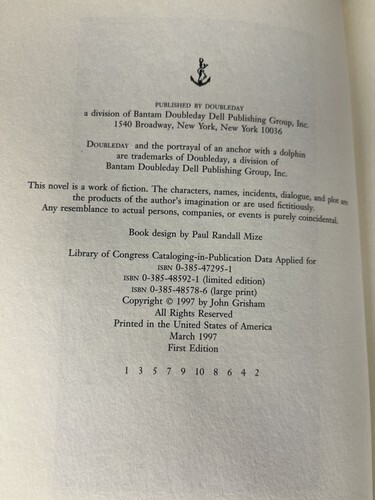 PUBLISHED BY DOUBLEDAY
a division of Bantam Doubleday Dell Publishing Group, Inc.
1540 Broadway, New York, New York 10036
DOUBLEDAY and the portrayal of an anchor with a dolphin
are trademarks of Doubleday, a division of
Bantam Doubleday Dell Publishing Group, Inc.
This novel is a work of fiction. The characters, names, incidents, dialogue, and plot are
the products of the author's imagination or are used fictitiously.
Any resemblance to actual persons, companies, or events is purely coincidental.
Book design by Paul Randall Mize
Library of Congress Cataloging-in-Publication Data Applied for
ISBN 0-385-47295-1
ISBN 0-385-48592-1 (limited edition)
ISBN 0-385-48578-6 (large print)
Copyright © 1997 by John Grisham
All Rights Reserved
Printed in the United States of America
March 1997
First Edition
1 3 5 7 9 10 8 6 4 2